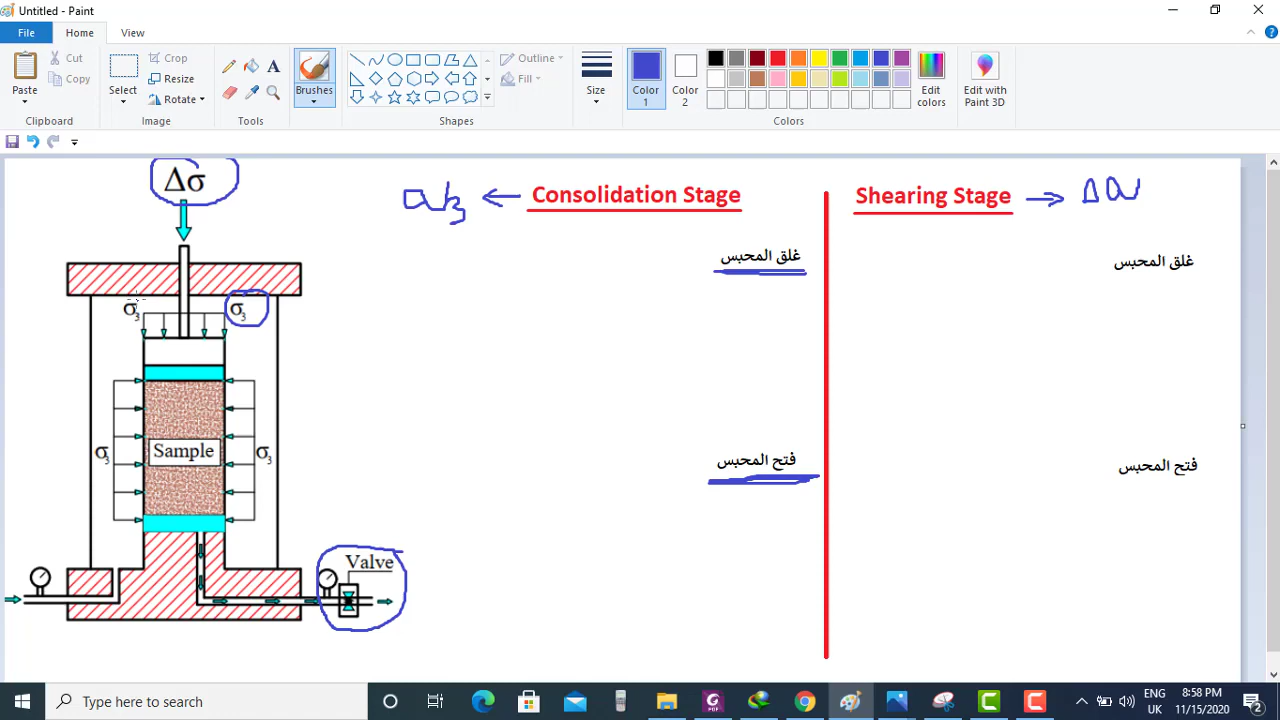 Untitled - Paint
File Home View
Paste
Cut
Copy
Clipboard
Select
Crop
Resize
Rotate
Image
Tools
Brushes
Shapes
Outline
Fill
Size
Color 1
Color 2
Colors
Edit colors
Edit with Paint 3D
Δσ
σ3 σ3
σ3 σ3
Sample
Valve
σ3 ← Consolidation Stage
غلق المحبس
فتح المحبس
Shearing Stage → Δσ
غلق المحبس
فتح المحبس
Type here to search
ENG
UK
8:58 PM
11/15/2020
2